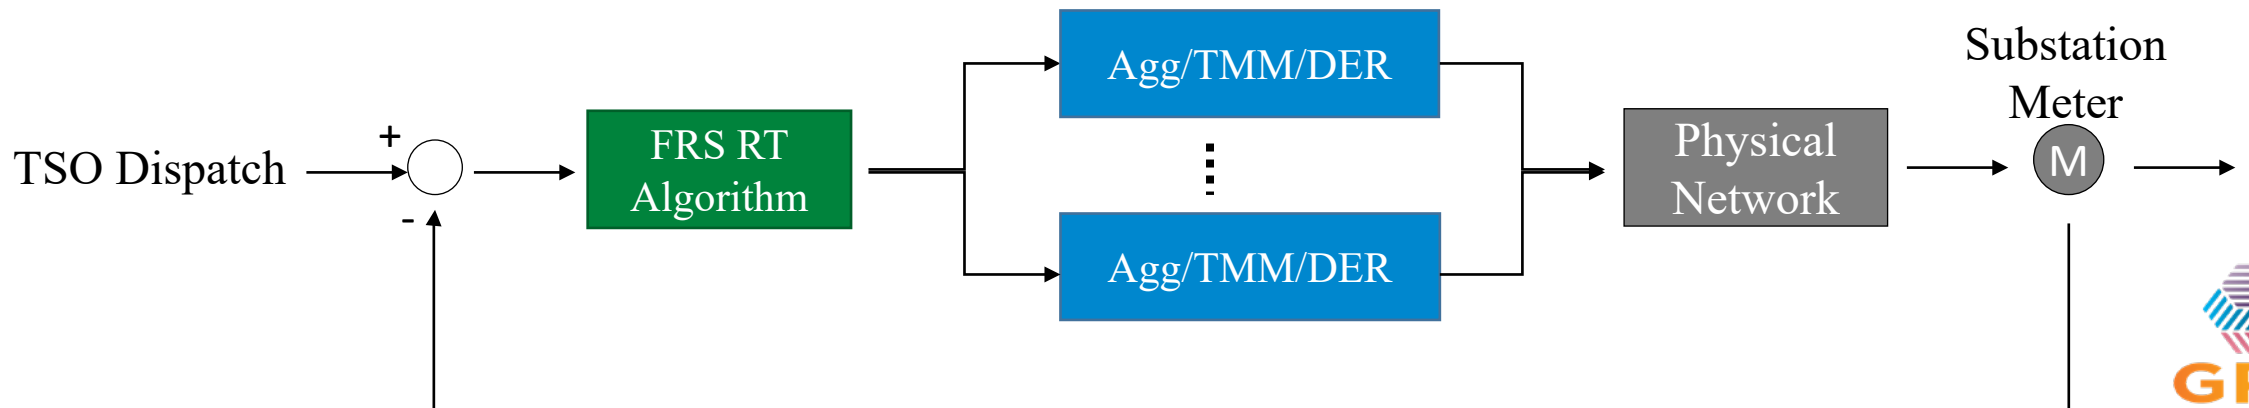 TSO Dispatch
+
-
FRS RT
Algorithm
Agg/TMM/DER
Agg/TMM/DER
Physical
Network
Substation
Meter
M
G